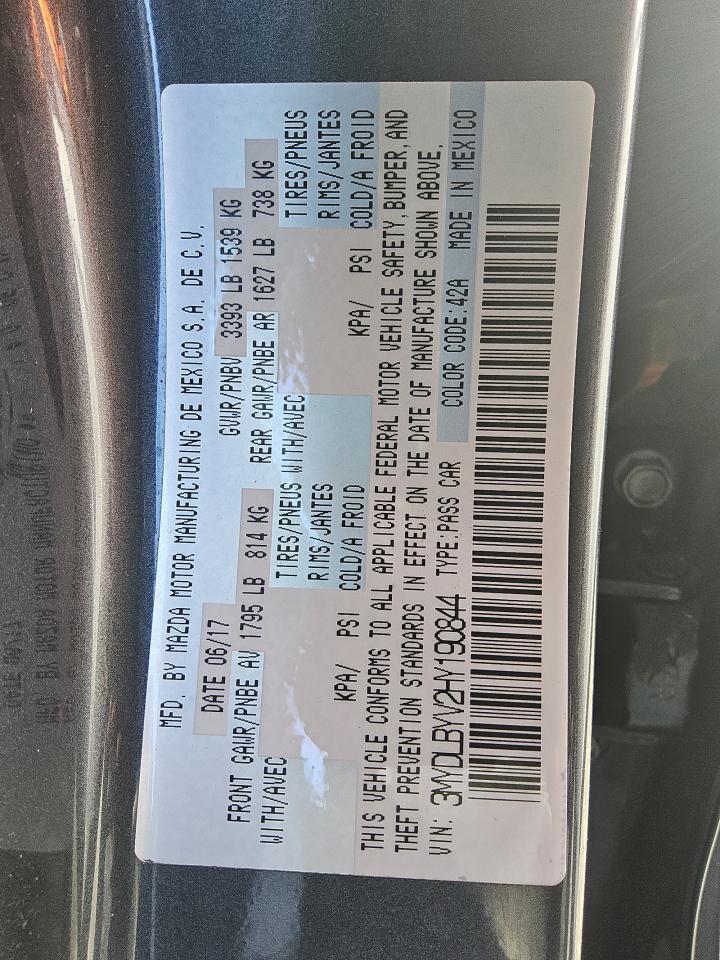 MFD. BY MAZDA MOTOR MANUFACTURING DE MEXICO S.A. DE C.V.
DATE 06/17 GVWR/PNBV 3393 LB 1539 KG
FRONT GAWR/PNBE AV 1795 LB 814 KG REAR GAWR/PNBE AR 1627 LB 738 KG
WITH/AVEC TIRES/PNEUS WITH/AVEC TIRES/PNEUS
RIMS/JANTES RIMS/JANTES
KPA/ PSI COLD/A FROID KPA/ PSI COLD/A FROID
THIS VEHICLE CONFORMS TO ALL APPLICABLE FEDERAL MOTOR VEHICLE SAFETY, BUMPER, AND
THEFT PREVENTION STANDARDS IN EFFECT ON THE DATE OF MANUFACTURE SHOWN ABOVE.
VIN: 3MYDLBYV2HY190844 TYPE:PASS CAR COLOR CODE:42A MADE IN MEXICO